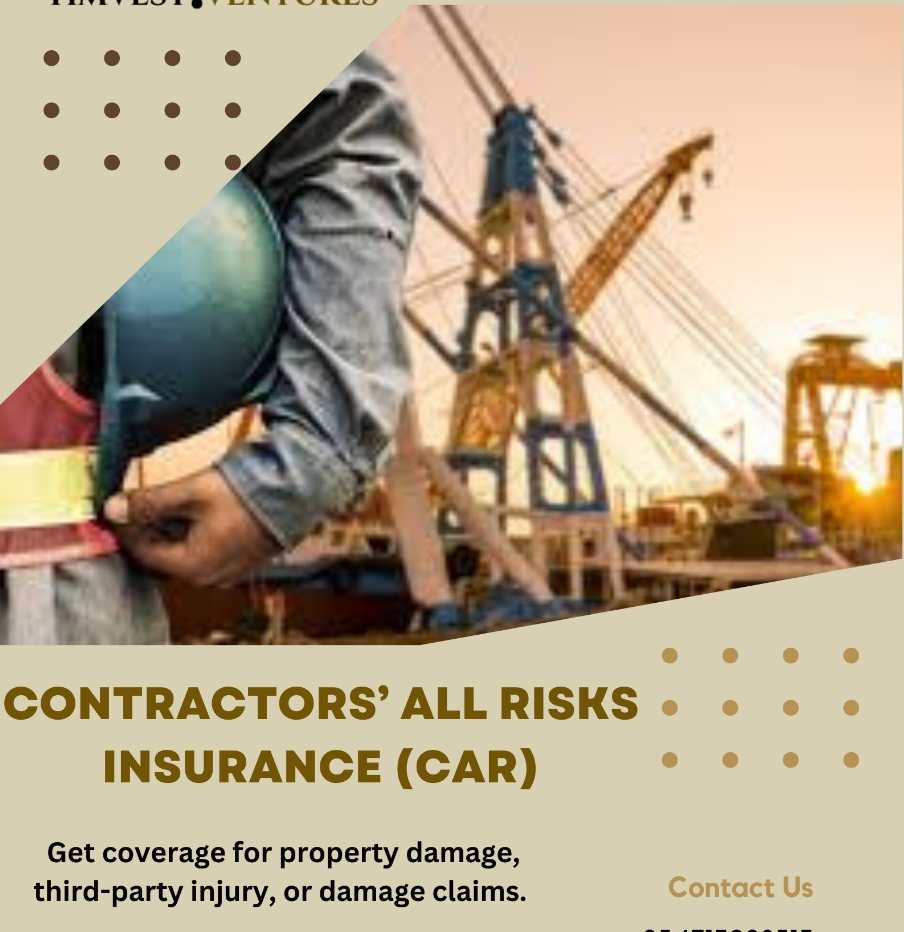 CONTRACTORS’ ALL RISKS
INSURANCE (CAR)
Get coverage for property damage,
third-party injury, or damage claims.
Contact Us